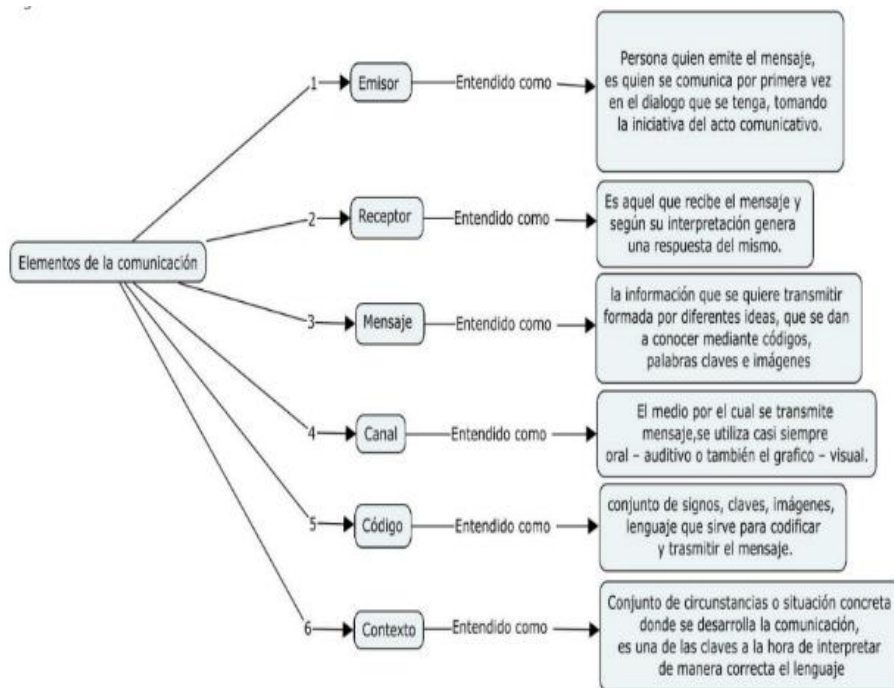 1
Emisor
Entendido como
Persona quien emite el mensaje,
es quien se comunica por primera vez
en el dialogo que se tenga, tomando
la iniciativa del acto comunicativo.
2
Receptor
Entendido como
Es aquel que recibe el mensaje y
según su interpretación genera
una respuesta del mismo.
Elementos de la comunicación
3
Mensaje
Entendido como
la información que se quiere transmitir
formada por diferentes ideas, que se dan
a conocer mediante códigos,
palabras claves e imágenes
4
Canal
Entendido como
El medio por el cual se transmite
mensaje,se utiliza casi siempre
oral – auditivo o también el grafico – visual.
5
Código
Entendido como
conjunto de signos, claves, imágenes,
lenguaje que sirve para codificar
y trasmitir el mensaje.
6
Contexto
Entendido como
Conjunto de circunstancias o situación concreta
donde se desarrolla la comunicación,
es una de las claves a la hora de interpretar
de manera correcta el lenguaje